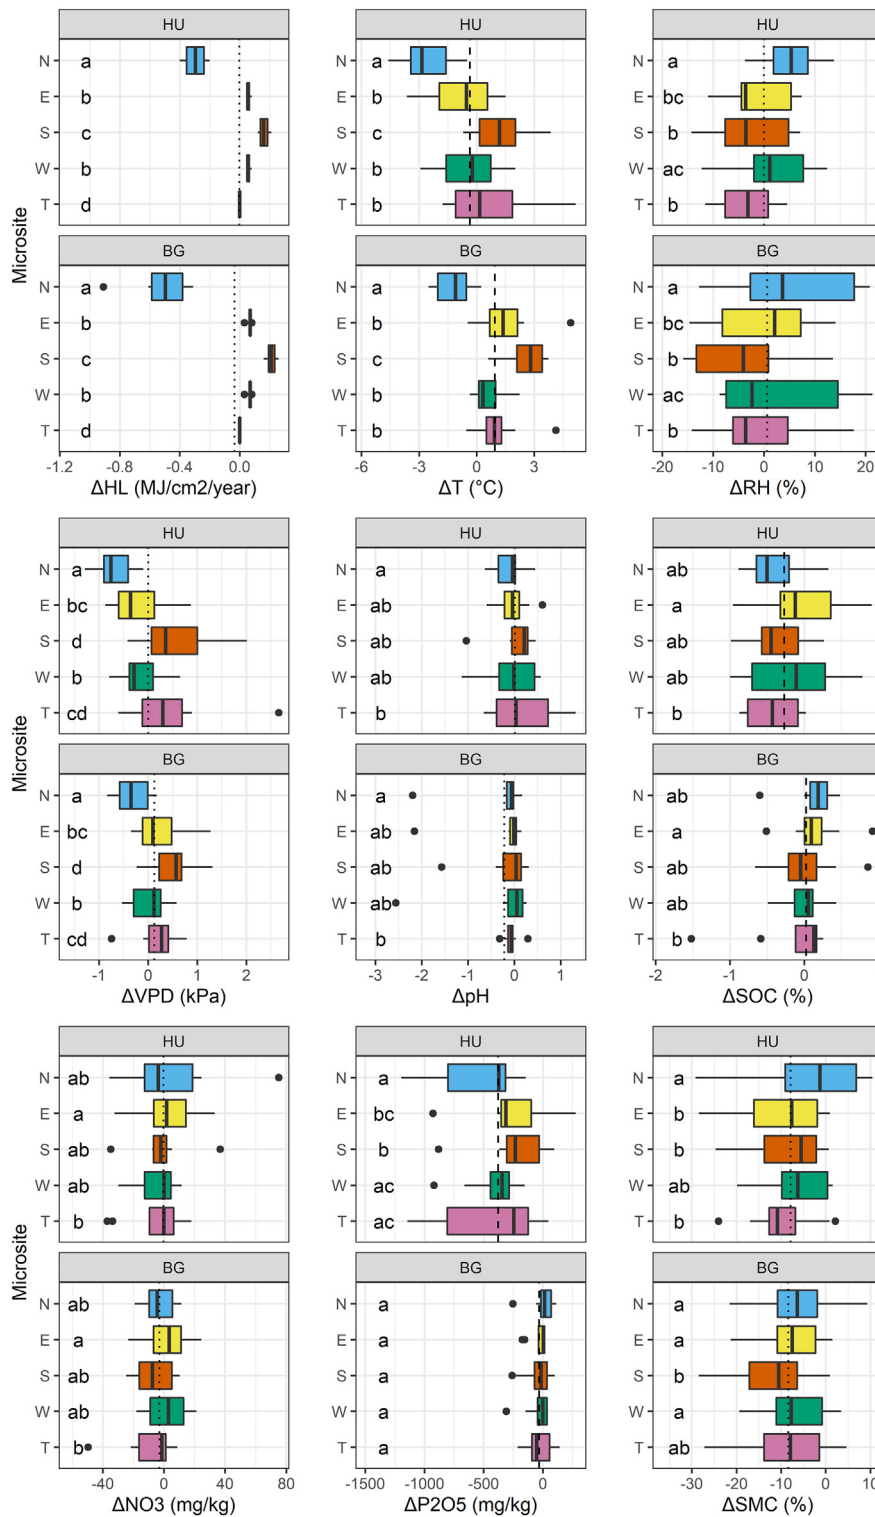 HU HU HU
N a N a N a
E b E b E bc
S c S c S b
W b W b W ac
T d T b T b
BG BG BG
N a N a N a
E b E b E bc
S c S c S b
W b W b W ac
T d T b T b
Microsite
-1.2 -0.8 -0.4 0.0 -6 -3 0 3 -20 -10 0 10 20
ΔHL (MJ/cm2/year) ΔT (°C) ΔRH (%)
HU HU HU
N a N a N ab
E bc E ab E a
S d S ab S ab
W b W ab W ab
T cd T b T b
BG BG BG
N a N a N ab
E bc E ab E a
S d S ab S ab
W b W ab W ab
T cd T b T b
Microsite
-1 0 1 2 -3 -2 -1 0 1 -2 -1 0
ΔVPD (kPa) ΔpH ΔSOC (%)
HU HU HU
N ab N a N a
E a E bc E b
S ab S b S b
W ab W ac W ab
T b T ac T b
BG BG BG
N ab N a N a
E a E a E a
S ab S a S b
W ab W a W a
T b T a T ab
Microsite
-40 0 40 80 -1500 -1000 -500 0 -30 -20 -10 0 10
ΔNO3 (mg/kg) ΔP2O5 (mg/kg) ΔSMC (%)